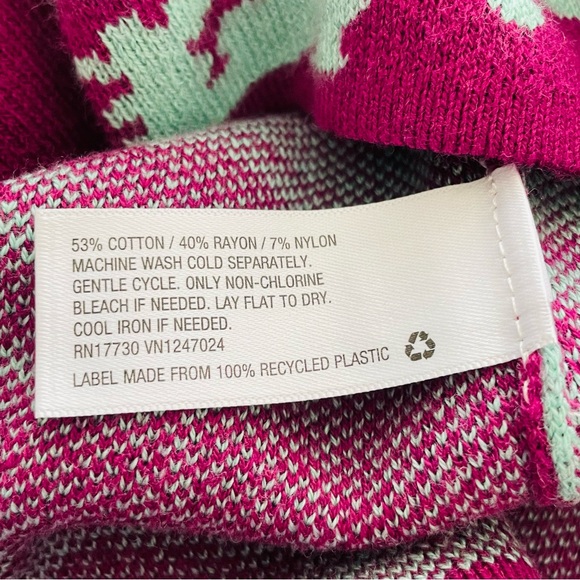 53% COTTON / 40% RAYON / 7% NYLON
MACHINE WASH COLD SEPARATELY.
GENTLE CYCLE. ONLY NON-CHLORINE
BLEACH IF NEEDED. LAY FLAT TO DRY.
COOL IRON IF NEEDED.
RN17730 VN1247024
LABEL MADE FROM 100% RECYCLED PLASTIC